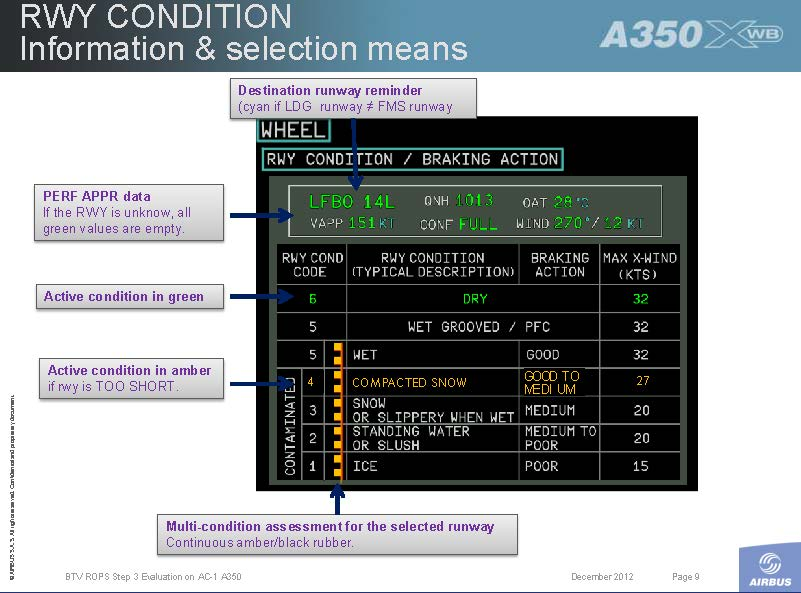 RWY CONDITION
Information & selection means
A350 XWB
Destination runway reminder
(cyan if LDG runway ≠ FMS runway
WHEEL
RWY CONDITION / BRAKING ACTION
PERF APPR data
If the RWY is unknow, all
green values are empty.
LFBO 14L QNH 1013 OAT 28°C
VAPP 151 KT CONF FULL WIND 270°/ 12 KT
RWY COND CODE RWY CONDITION (TYPICAL DESCRIPTION) BRAKING ACTION MAX X-WIND (KTS)
Active condition in green
6 DRY 32
5 WET GROOVED / PFC 32
5 WET GOOD 32
Active condition in amber
if rwy is TOO SHORT.
CONTAMINATED
4 COMPACTED SNOW GOOD TO MEDIUM 27
3 SNOW OR SLIPPERY WHEN WET MEDIUM 20
2 STANDING WATER OR SLUSH MEDIUM TO POOR 20
1 ICE POOR 15
Multi-condition assessment for the selected runway
Continuous amber/black rubber.
© AIRBUS S.A.S. All rights reserved. Confidential and proprietary document.
BTV ROPS Step 3 Evaluation on AC-1 A350
December 2012
Page 9
AIRBUS